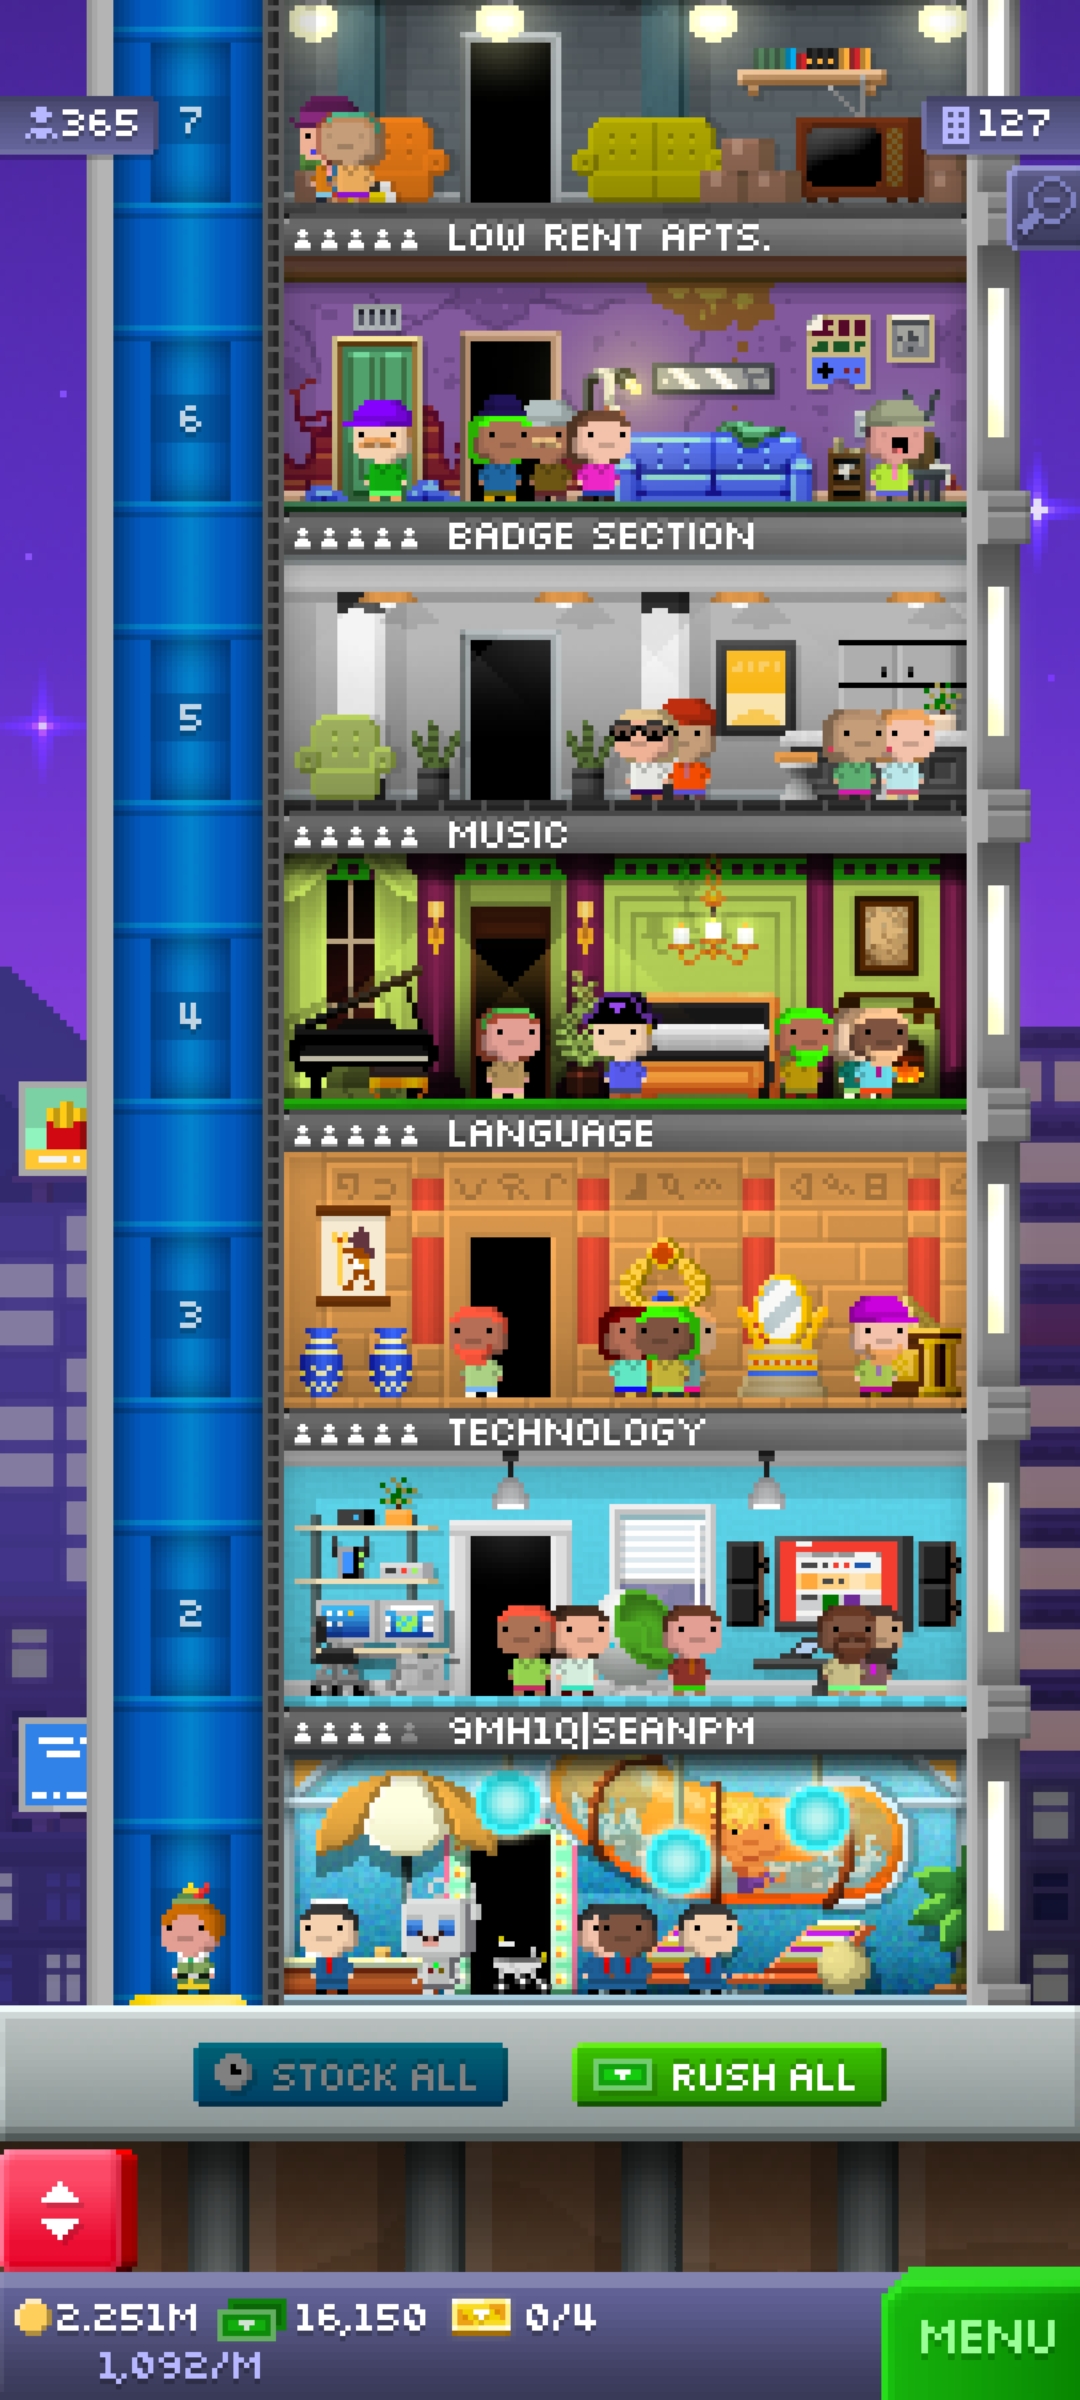 365
7
127
LOW RENT APTS.
6
BADGE SECTION
5
MUSIC
4
LANGUAGE
3
TECHNOLOGY
2
9MH1Q|SEANPM
STOCK ALL
RUSH ALL
2.251M
16,150
0/4
1,092/M
MENU